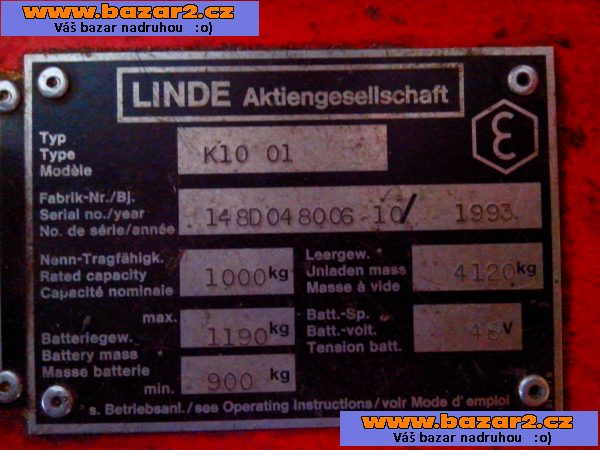 www.bazar2.cz
Váš bazar nadruhou :o)
LINDE Aktiengesellschaft
Typ
Type
Modèle
K10 01
Fabrik-Nr./Bj.
Serial no./year
No. de série/année
148D048006 10/ 1993
Nenn-Tragfähigk.
Rated capacity
Capacité nominale
1000 kg
Leergew.
Unladen mass
Masse à vide
4120 kg
max.
Batteriegew.
Battery mass
Masse batterie
min.
1190 kg
900 kg
Batt.-Sp.
Batt.-volt.
Tension batt.
48 V
s. Betriebsanl./see Operating instructions/voir Mode d'emploi
www.bazar2.cz
Váš bazar nadruhou :o)